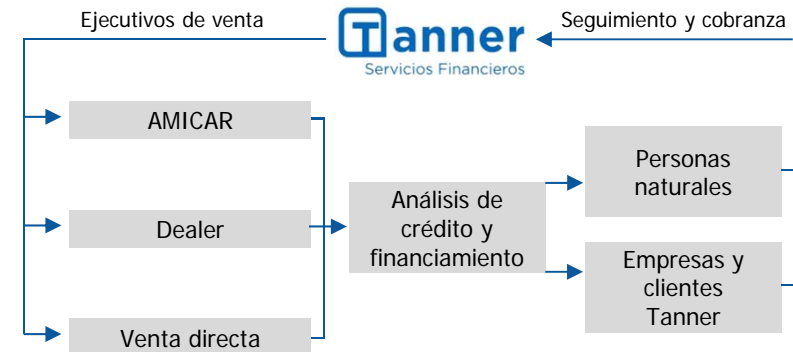 Ejecutivos de venta
Tanner
Servicios Financieros
Seguimiento y cobranza
AMICAR
Dealer
Venta directa
Análisis de
crédito y
financiamiento
Personas
naturales
Empresas y
clientes
Tanner